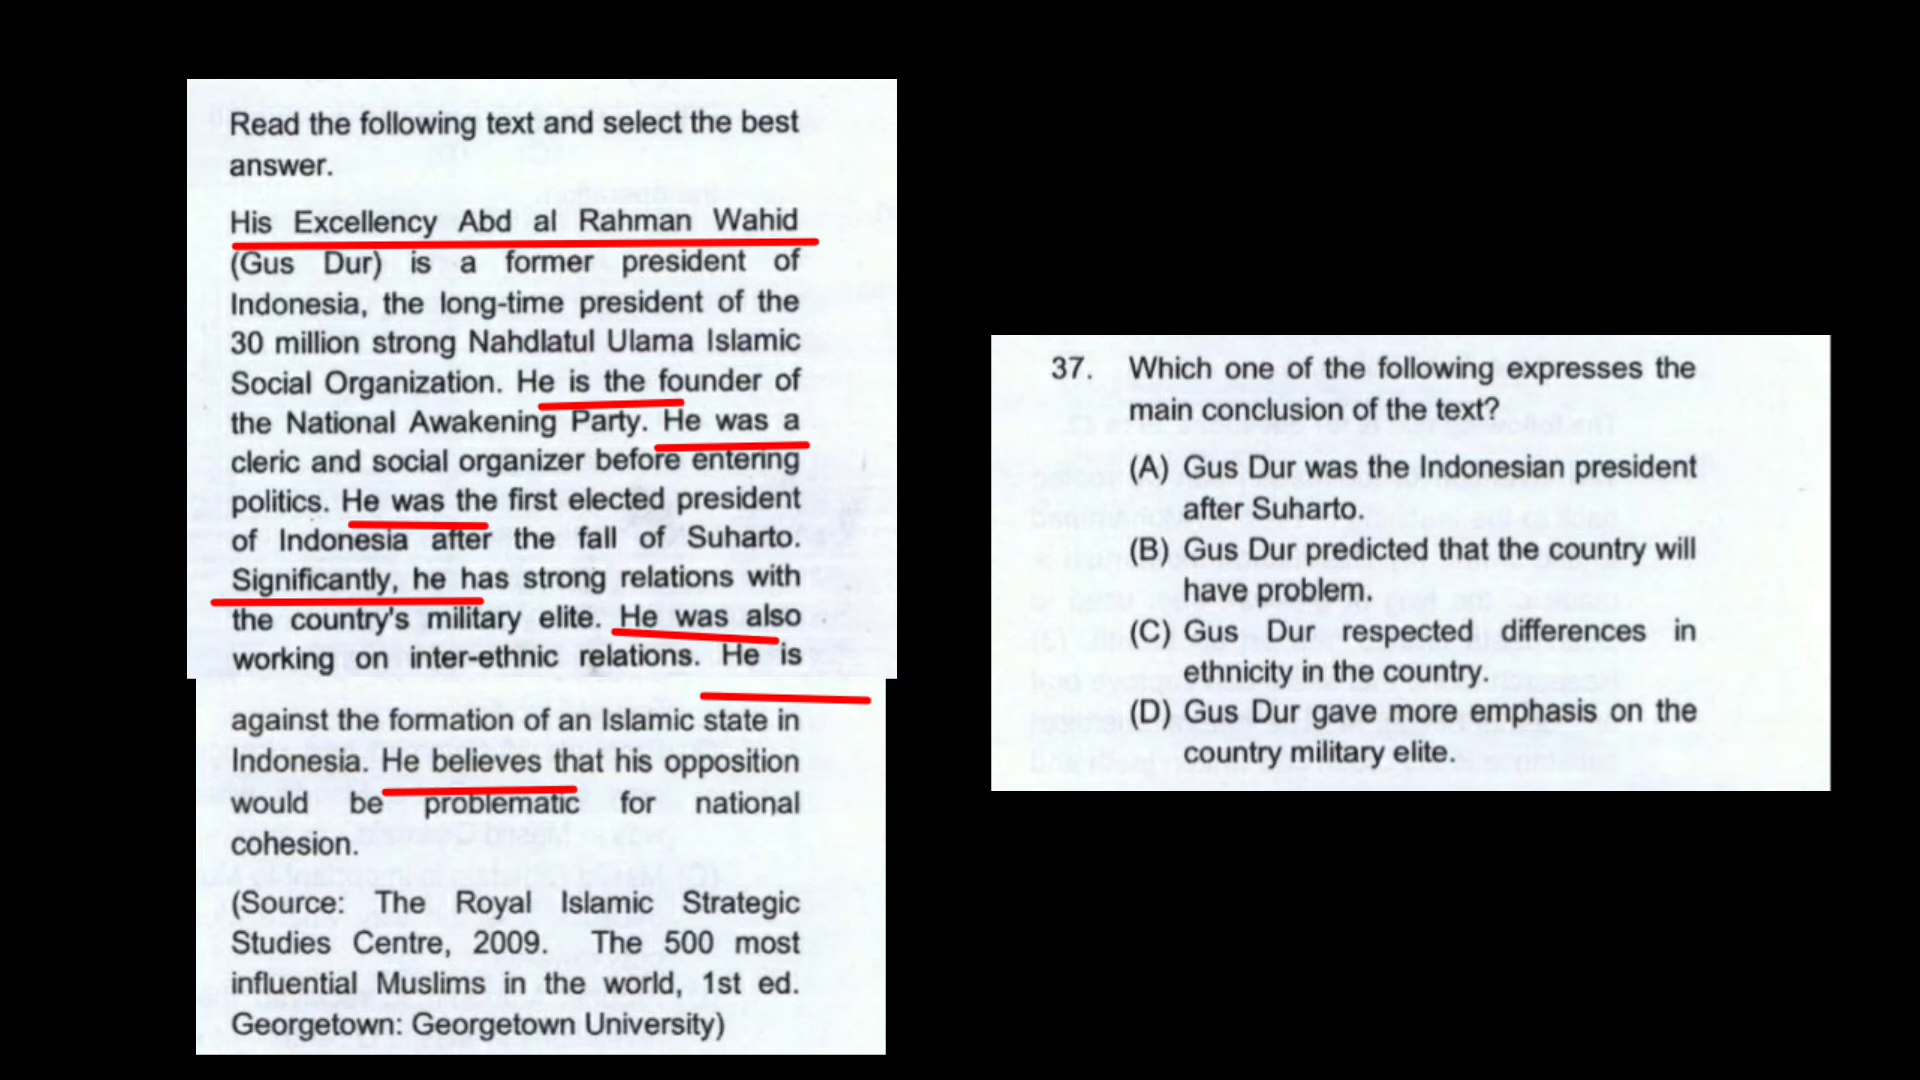 Read the following text and select the best
answer.
His Excellency Abd al Rahman Wahid
(Gus Dur) is a former president of
Indonesia, the long-time president of the
30 million strong Nahdlatul Ulama Islamic
Social Organization. He is the founder of
the National Awakening Party. He was a
cleric and social organizer before entering
politics. He was the first elected president
of Indonesia after the fall of Suharto.
Significantly, he has strong relations with
the country's military elite. He was also
working on inter-ethnic relations. He is
against the formation of an Islamic state in
Indonesia. He believes that his opposition
would be problematic for national
cohesion.
(Source: The Royal Islamic Strategic
Studies Centre, 2009. The 500 most
influential Muslims in the world, 1st ed.
Georgetown: Georgetown University)
37. Which one of the following expresses the
main conclusion of the text?
(A) Gus Dur was the Indonesian president
after Suharto.
(B) Gus Dur predicted that the country will
have problem.
(C) Gus Dur respected differences in
ethnicity in the country.
(D) Gus Dur gave more emphasis on the
country military elite.